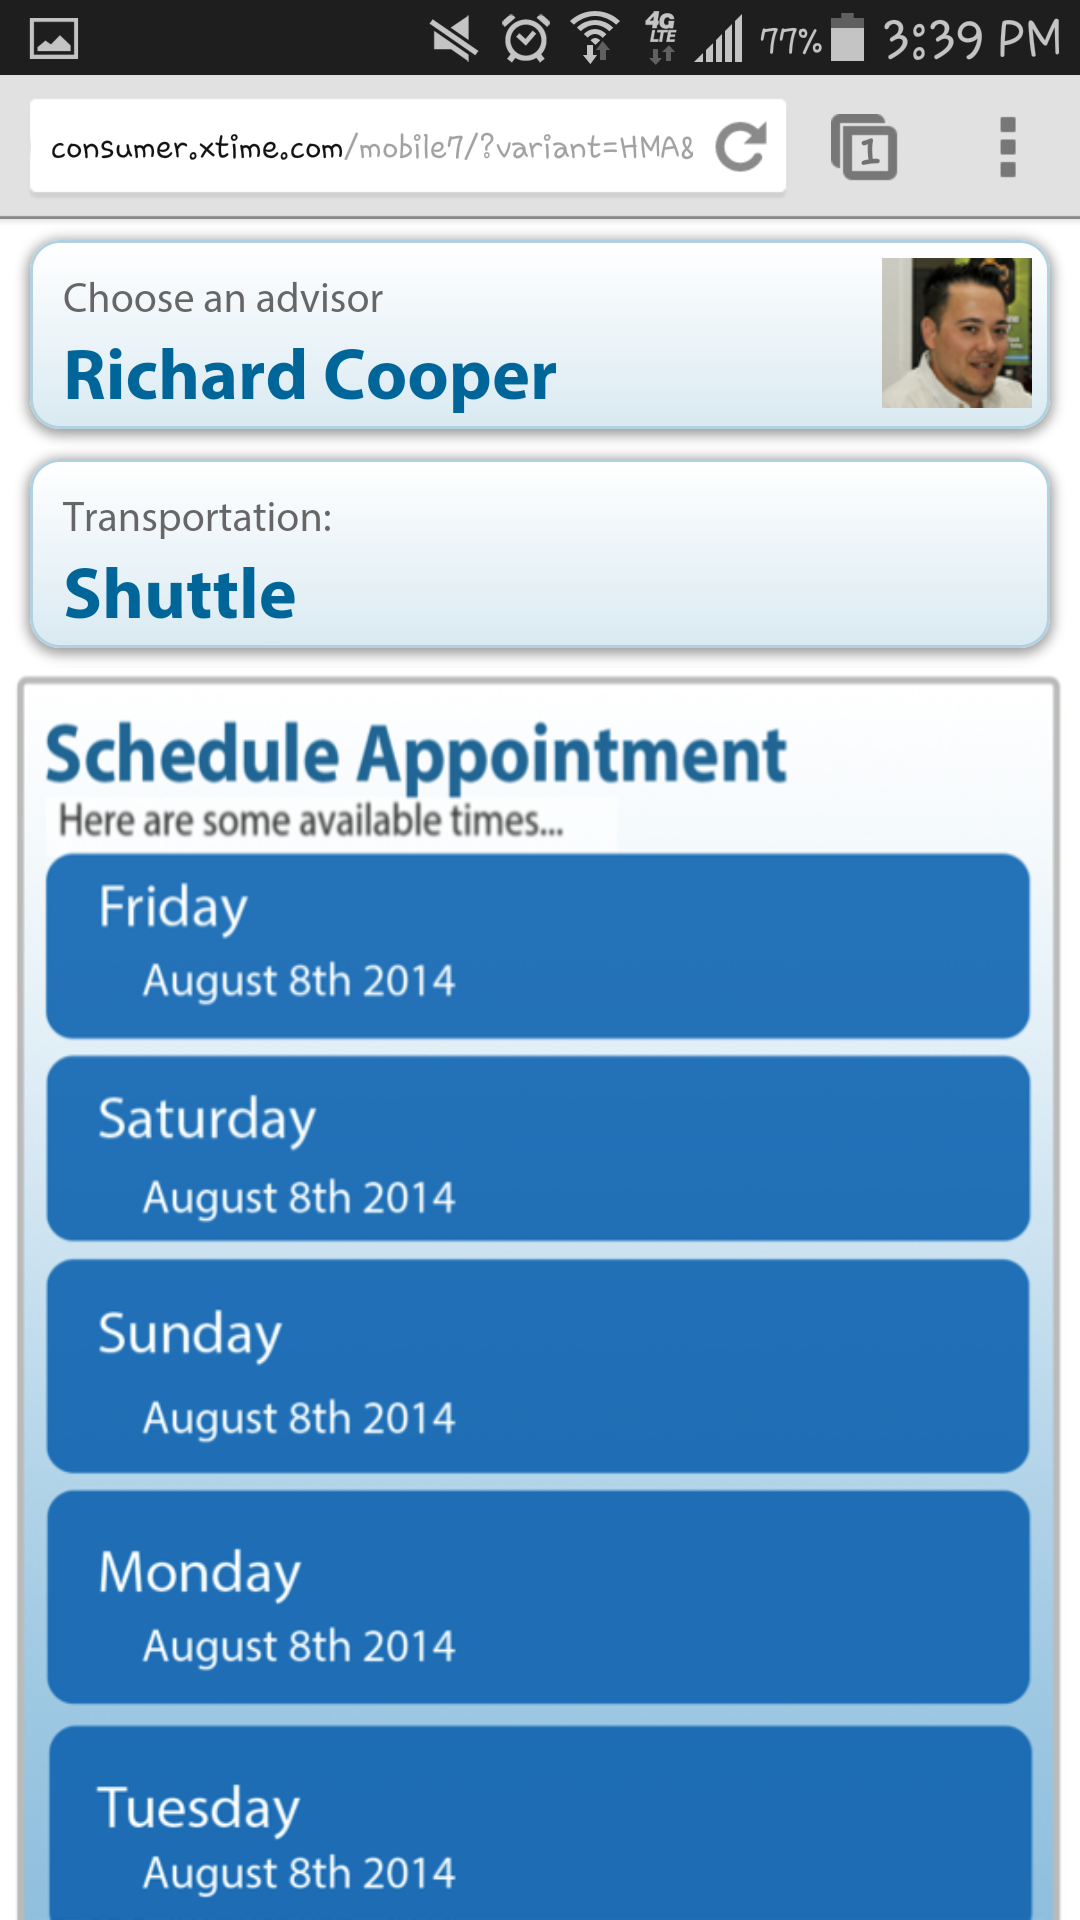 4G
LTE
77%
3:39 PM
consumer.xtime.com/mobile7/?variant=HMA&
1
Choose an advisor
Richard Cooper
Transportation:
Shuttle
Schedule Appointment
Here are some available times...
Friday
August 8th 2014
Saturday
August 8th 2014
Sunday
August 8th 2014
Monday
August 8th 2014
Tuesday
August 8th 2014